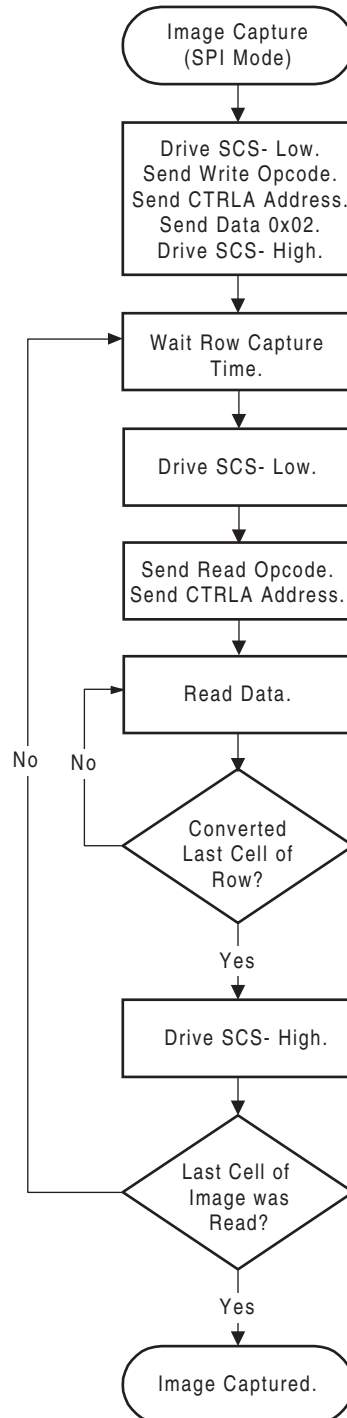 Image Capture
(SPI Mode)
Drive SCS- Low.
Send Write Opcode.
Send CTRLA Address.
Send Data 0x02.
Drive SCS- High.
Wait Row Capture
Time.
Drive SCS- Low.
Send Read Opcode.
Send CTRLA Address.
Read Data.
No
No
Converted
Last Cell of
Row?
Yes
Drive SCS- High.
Last Cell of
Image was
Read?
Yes
Image Captured.